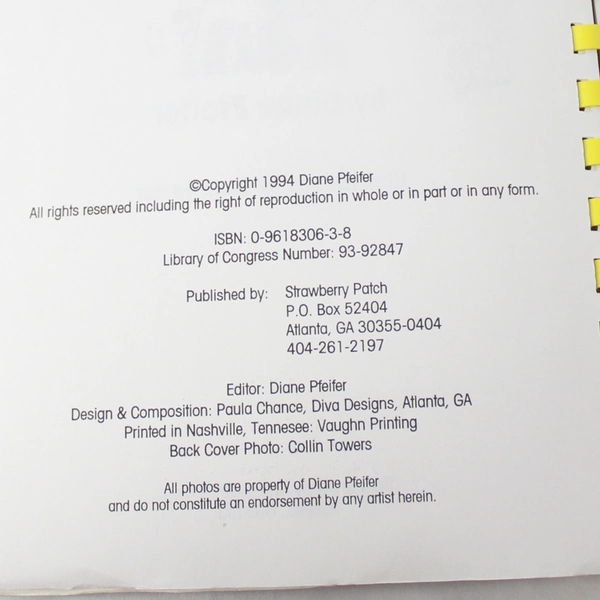 ©Copyright 1994 Diane Pfeifer
All rights reserved including the right of reproduction in whole or in part or in any form.
ISBN: 0-9618306-3-8
Library of Congress Number: 93-92847
Published by: Strawberry Patch
P.O. Box 52404
Atlanta, GA 30355-0404
404-261-2197
Editor: Diane Pfeifer
Design & Composition: Paula Chance, Diva Designs, Atlanta, GA
Printed in Nashville, Tennesee: Vaughn Printing
Back Cover Photo: Collin Towers
All photos are property of Diane Pfeifer
and do not constitute an endorsement by any artist herein.